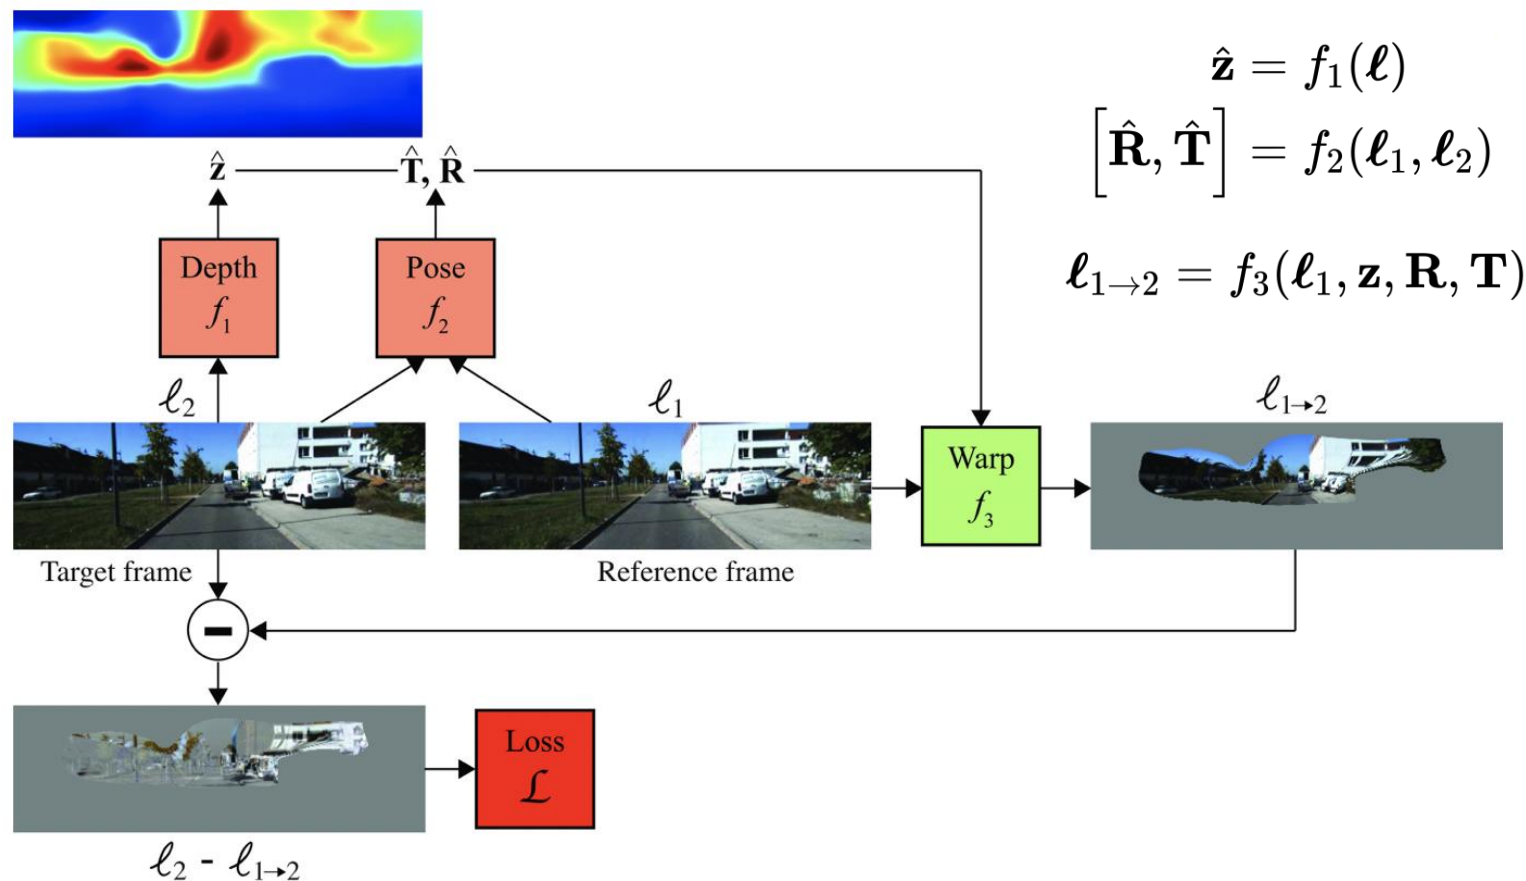 ẑ = f₁(ℓ)
[R̂, T̂] = f₂(ℓ₁, ℓ₂)
ℓ₁→₂ = f₃(ℓ₁, z, R, T)
ẑ
T̂, R̂
Depth
f₁
Pose
f₂
ℓ₂
ℓ₁
ℓ₁→₂
Warp
f₃
Target frame
Reference frame
−
Loss
ℒ
ℓ₂ - ℓ₁→₂